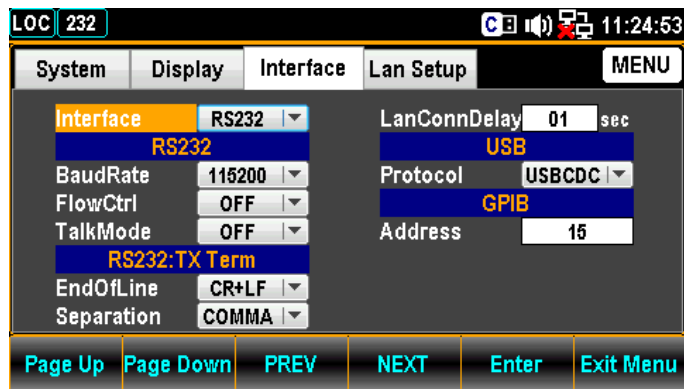 LOC 232 C 11:24:53
System Display Interface Lan Setup MENU
Interface RS232
RS232
BaudRate 115200
FlowCtrl OFF
TalkMode OFF
RS232:TX Term
EndOfLine CR+LF
Separation COMMA
LanConnDelay 01 sec
USB
Protocol USBCDC
GPIB
Address 15
Page Up Page Down PREV NEXT Enter Exit Menu